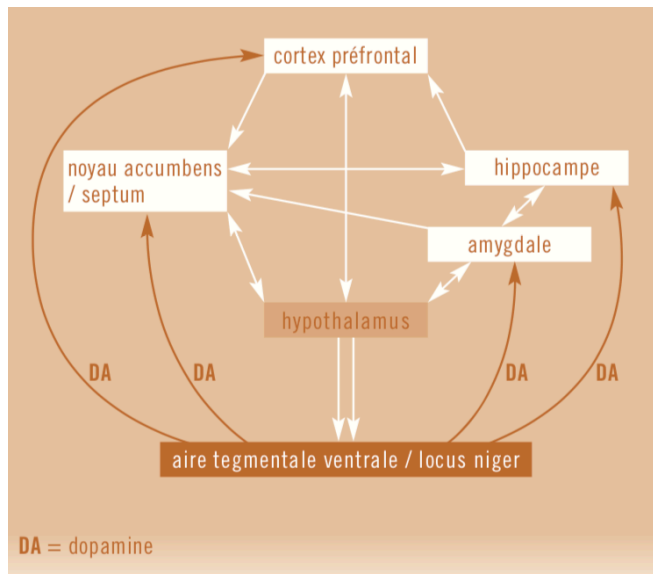 cortex préfrontal
noyau accumbens
/ septum
hippocampe
amygdale
hypothalamus
DA
DA
DA
DA
aire tegmentale ventrale / locus niger
DA = dopamine